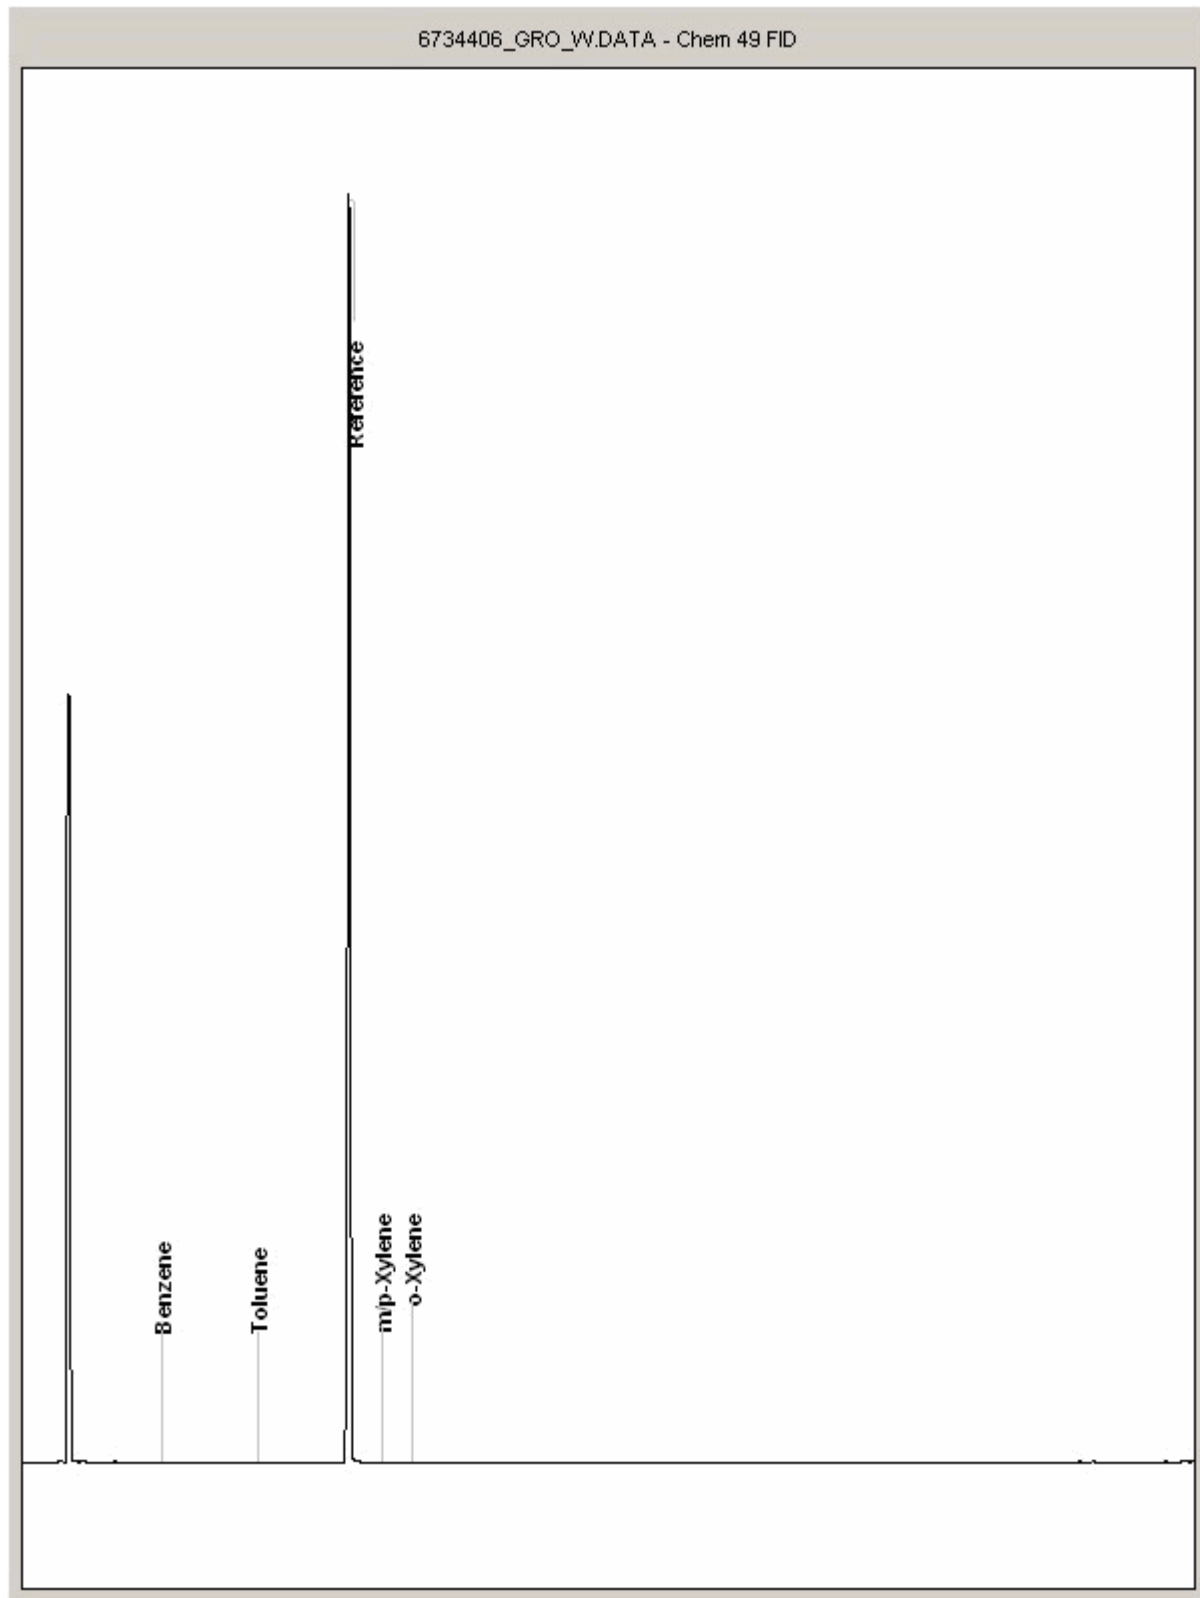 6734406_GRO_W.DATA - Chem 49 FID
Reference
Benzene
Toluene
m/p-Xylene
o-Xylene